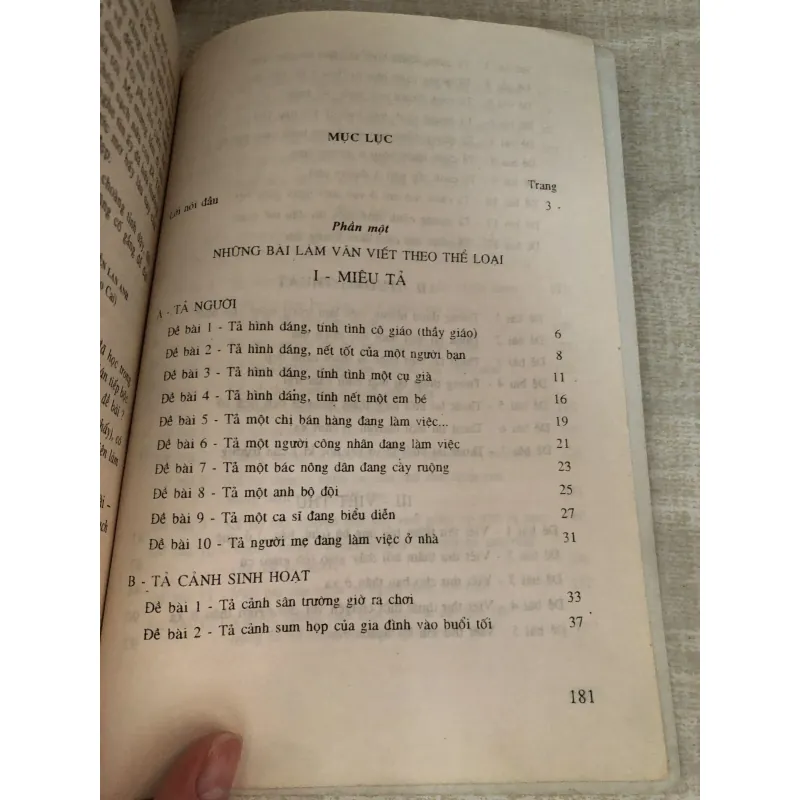 MỤC LỤC
Trang
Lời nói đầu 3
Phần một
NHỮNG BÀI LÀM VĂN VIẾT THEO THỂ LOẠI
I - MIÊU TẢ
A - TẢ NGƯỜI
Đề bài 1 - Tả hình dáng, tính tình cô giáo (thầy giáo) 6
Đề bài 2 - Tả hình dáng, nết tốt của một người bạn 8
Đề bài 3 - Tả hình dáng, tính tình một cụ già 11
Đề bài 4 - Tả hình dáng, tính nết một em bé 16
Đề bài 5 - Tả một chị bán hàng đang làm việc... 19
Đề bài 6 - Tả một người công nhân đang làm việc 21
Đề bài 7 - Tả một bác nông dân đang cầy ruộng 23
Đề bài 8 - Tả một anh bộ đội 25
Đề bài 9 - Tả một ca sĩ đang biểu diễn 27
Đề bài 10 - Tả người mẹ đang làm việc ở nhà 31
B - TẢ CẢNH SINH HOẠT
Đề bài 1 - Tả cảnh sân trường giờ ra chơi 33
Đề bài 2 - Tả cảnh sum họp của gia đình vào buổi tối 37
181